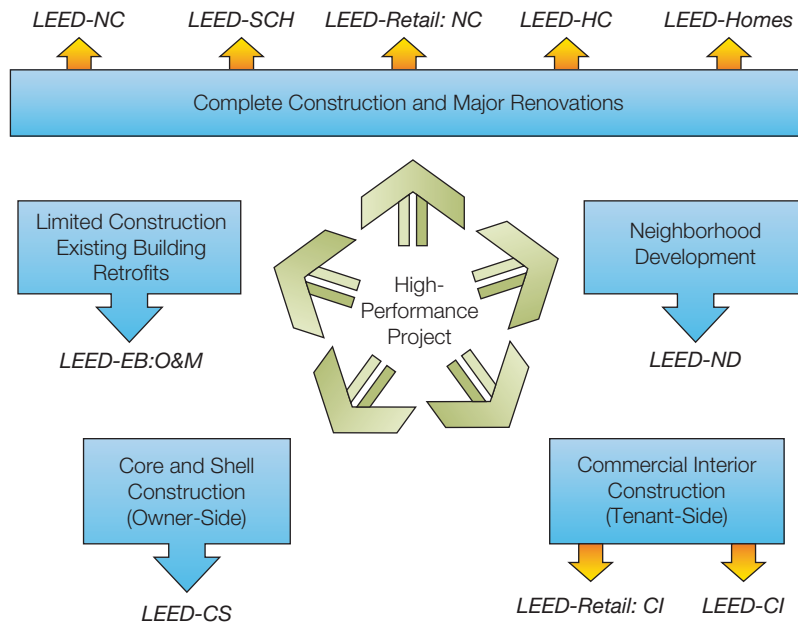 LEED-NC
LEED-SCH
LEED-Retail: NC
LEED-HC
LEED-Homes
Complete Construction and Major Renovations
Limited Construction
Existing Building
Retrofits
LEED-EB:O&M
High-
Performance
Project
Neighborhood
Development
LEED-ND
Core and Shell
Construction
(Owner-Side)
LEED-CS
Commercial Interior
Construction
(Tenant-Side)
LEED-Retail: CI
LEED-CI